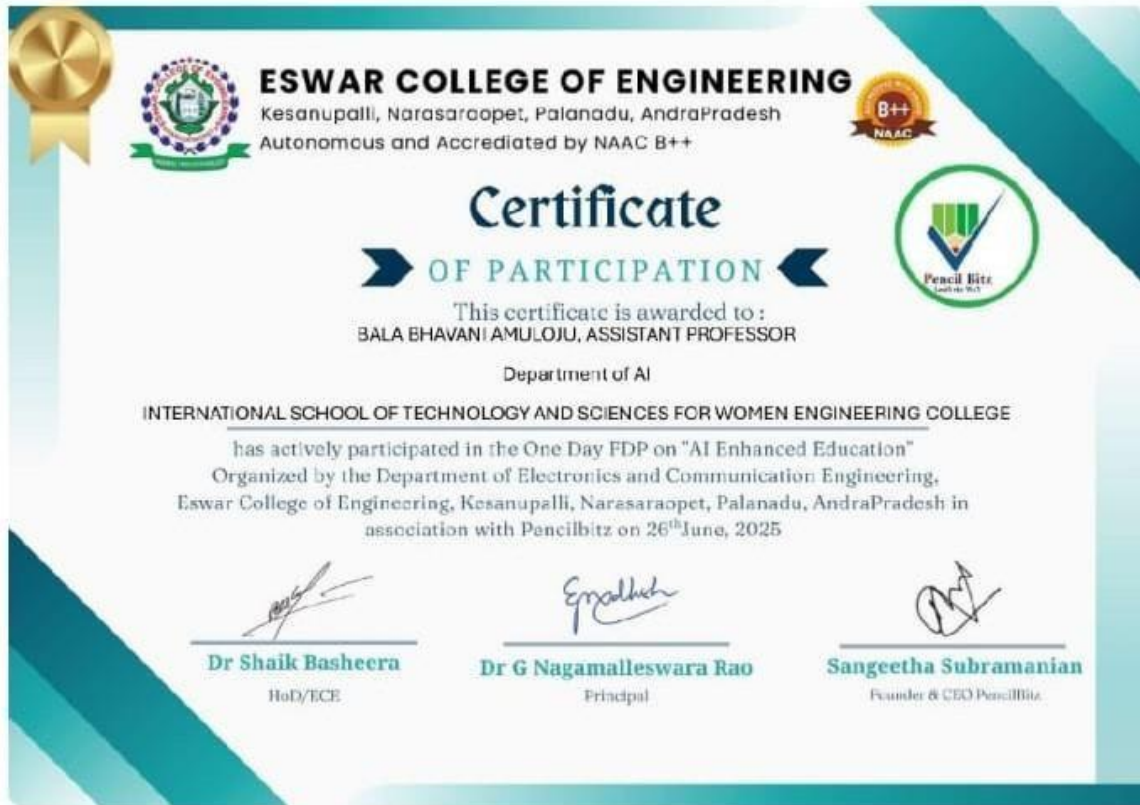 ESWAR COLLEGE OF ENGINEERING
Kesanupalli, Narasaraopet, Palanadu, AndraPradesh
Autonomous and Accrediated by NAAC B++
B++
NAAC
Certificate
OF PARTICIPATION
Pencil Bitz
This certificate is awarded to :
BALA BHAVANI AMULOJU, ASSISTANT PROFESSOR
Department of AI
INTERNATIONAL SCHOOL OF TECHNOLOGY AND SCIENCES FOR WOMEN ENGINEERING COLLEGE
has actively participated in the One Day FDP on "AI Enhanced Education"
Organized by the Department of Electronics and Communication Engineering,
Eswar College of Engineering, Kesanupalli, Narasaraopet, Palanadu, AndraPradesh in
association with Pencilbitz on 26th June, 2025
Dr Shaik Basheera
HoD/ECE
Dr G Nagamalleswara Rao
Principal
Sangeetha Subramanian
Founder & CEO PencilBitz